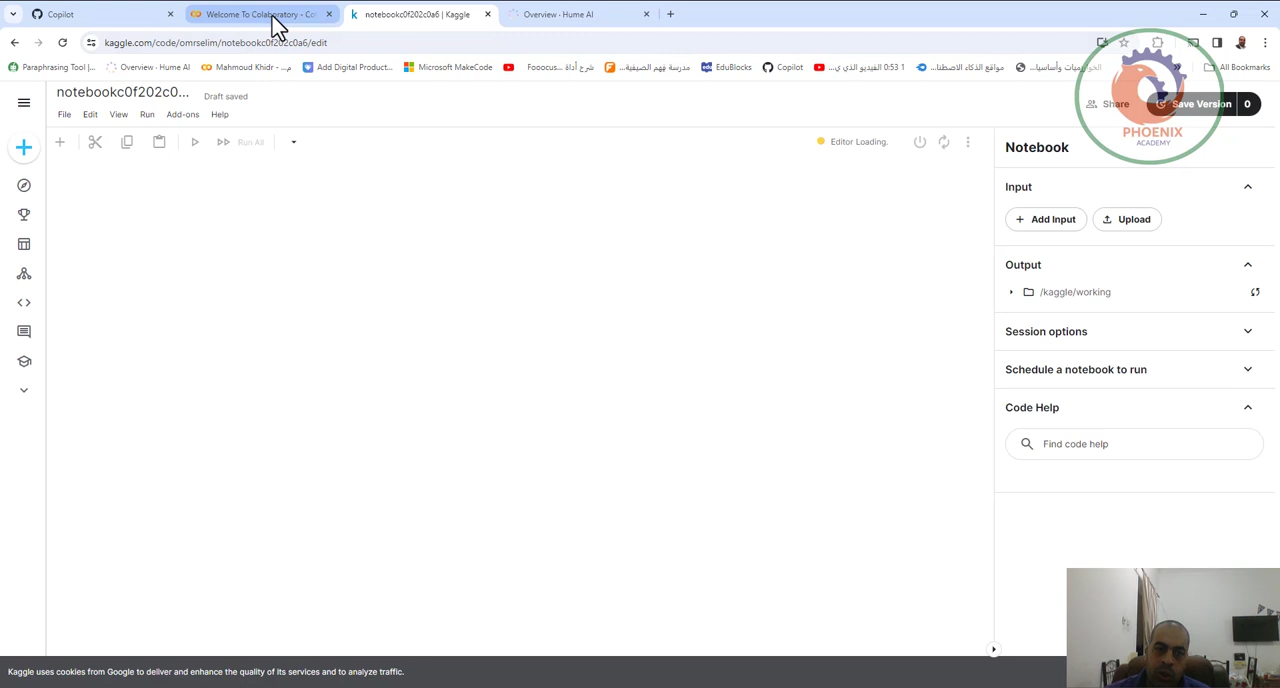 Copilot
Welcome To Colaboratory - Co
notebookc0f202c0a6 | Kaggle
Overview - Hume AI
kaggle.com/code/omrselim/notebookc0f202c0a6/edit
Paraphrasing Tool |...
Overview - Hume AI
Mahmoud Khidr - ...م
Add Digital Product...
Microsoft MakeCode
شرح أداة Foocus...
مدرسة فهم الصيفية...
EduBlocks
Copilot
0:53 الفيديو الذي ي... 1
مواقع الذكاء الاصطنا...
الخوارزميات وأساسيا...
All Bookmarks
notebookc0f202c0...
Draft saved
Share
Save Version
0
File
Edit
View
Run
Add-ons
Help
PHOENIX
ACADEMY
Run All
Editor Loading.
Notebook
Input
Add Input
Upload
Output
/kaggle/working
Session options
Schedule a notebook to run
Code Help
Find code help
Kaggle uses cookies from Google to deliver and enhance the quality of its services and to analyze traffic.